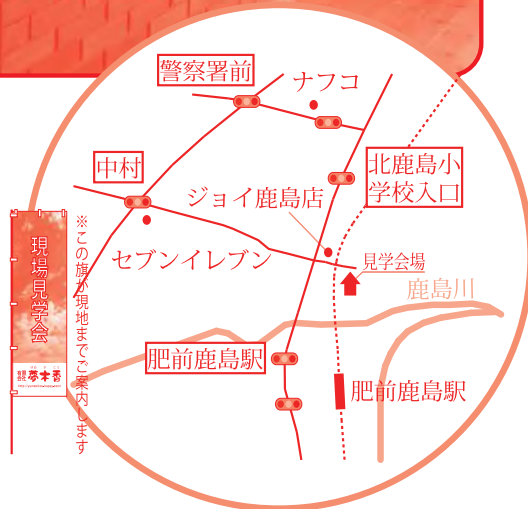 警察署前
ナフコ
中村
北鹿島小
学校入口
ジョイ鹿島店
セブンイレブン
見学会場
鹿島川
肥前鹿島駅
肥前鹿島駅
現場見学会
夢木香
※この旗が現地までご案内します